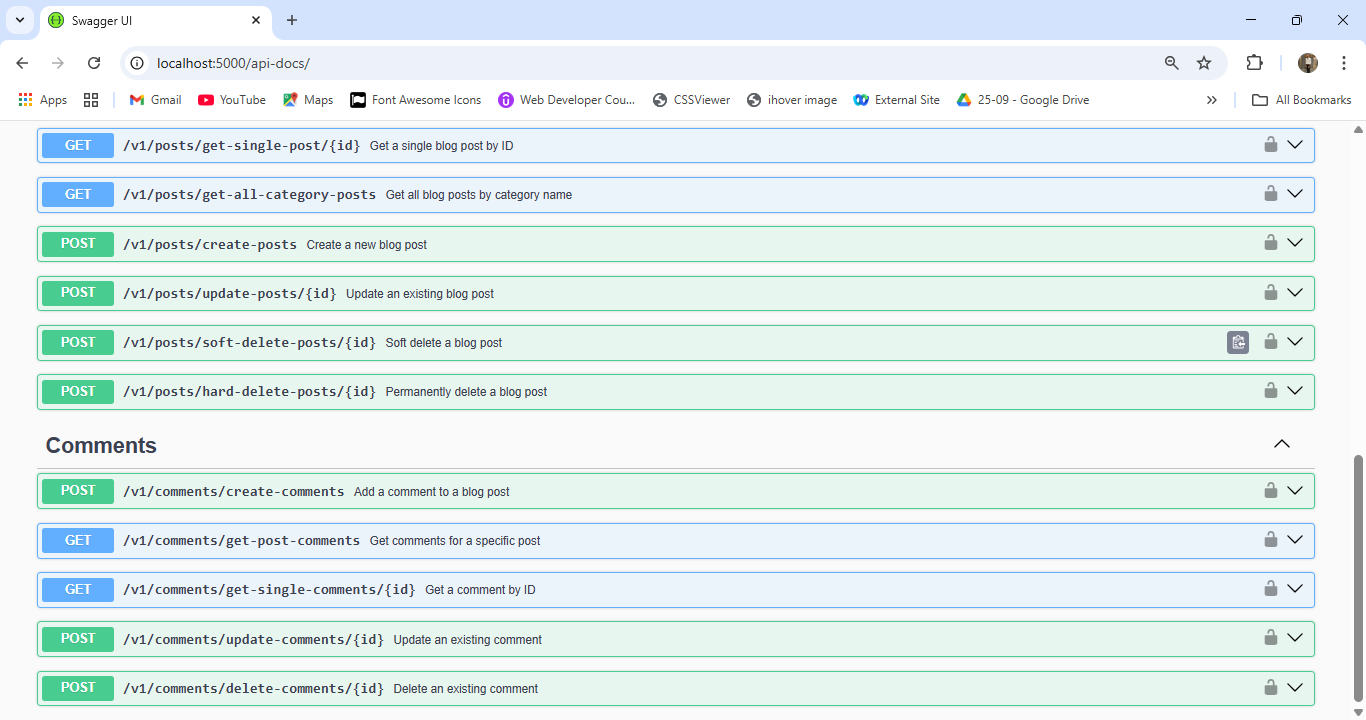 Swagger UI
localhost:5000/api-docs/
Apps Gmail YouTube Maps Font Awesome Icons Web Developer Cou... CSSViewer ihover image External Site 25-09 - Google Drive All Bookmarks
GET /v1/posts/get-single-post/{id} Get a single blog post by ID
GET /v1/posts/get-all-category-posts Get all blog posts by category name
POST /v1/posts/create-posts Create a new blog post
POST /v1/posts/update-posts/{id} Update an existing blog post
POST /v1/posts/soft-delete-posts/{id} Soft delete a blog post
POST /v1/posts/hard-delete-posts/{id} Permanently delete a blog post
Comments
POST /v1/comments/create-comments Add a comment to a blog post
GET /v1/comments/get-post-comments Get comments for a specific post
GET /v1/comments/get-single-comments/{id} Get a comment by ID
POST /v1/comments/update-comments/{id} Update an existing comment
POST /v1/comments/delete-comments/{id} Delete an existing comment